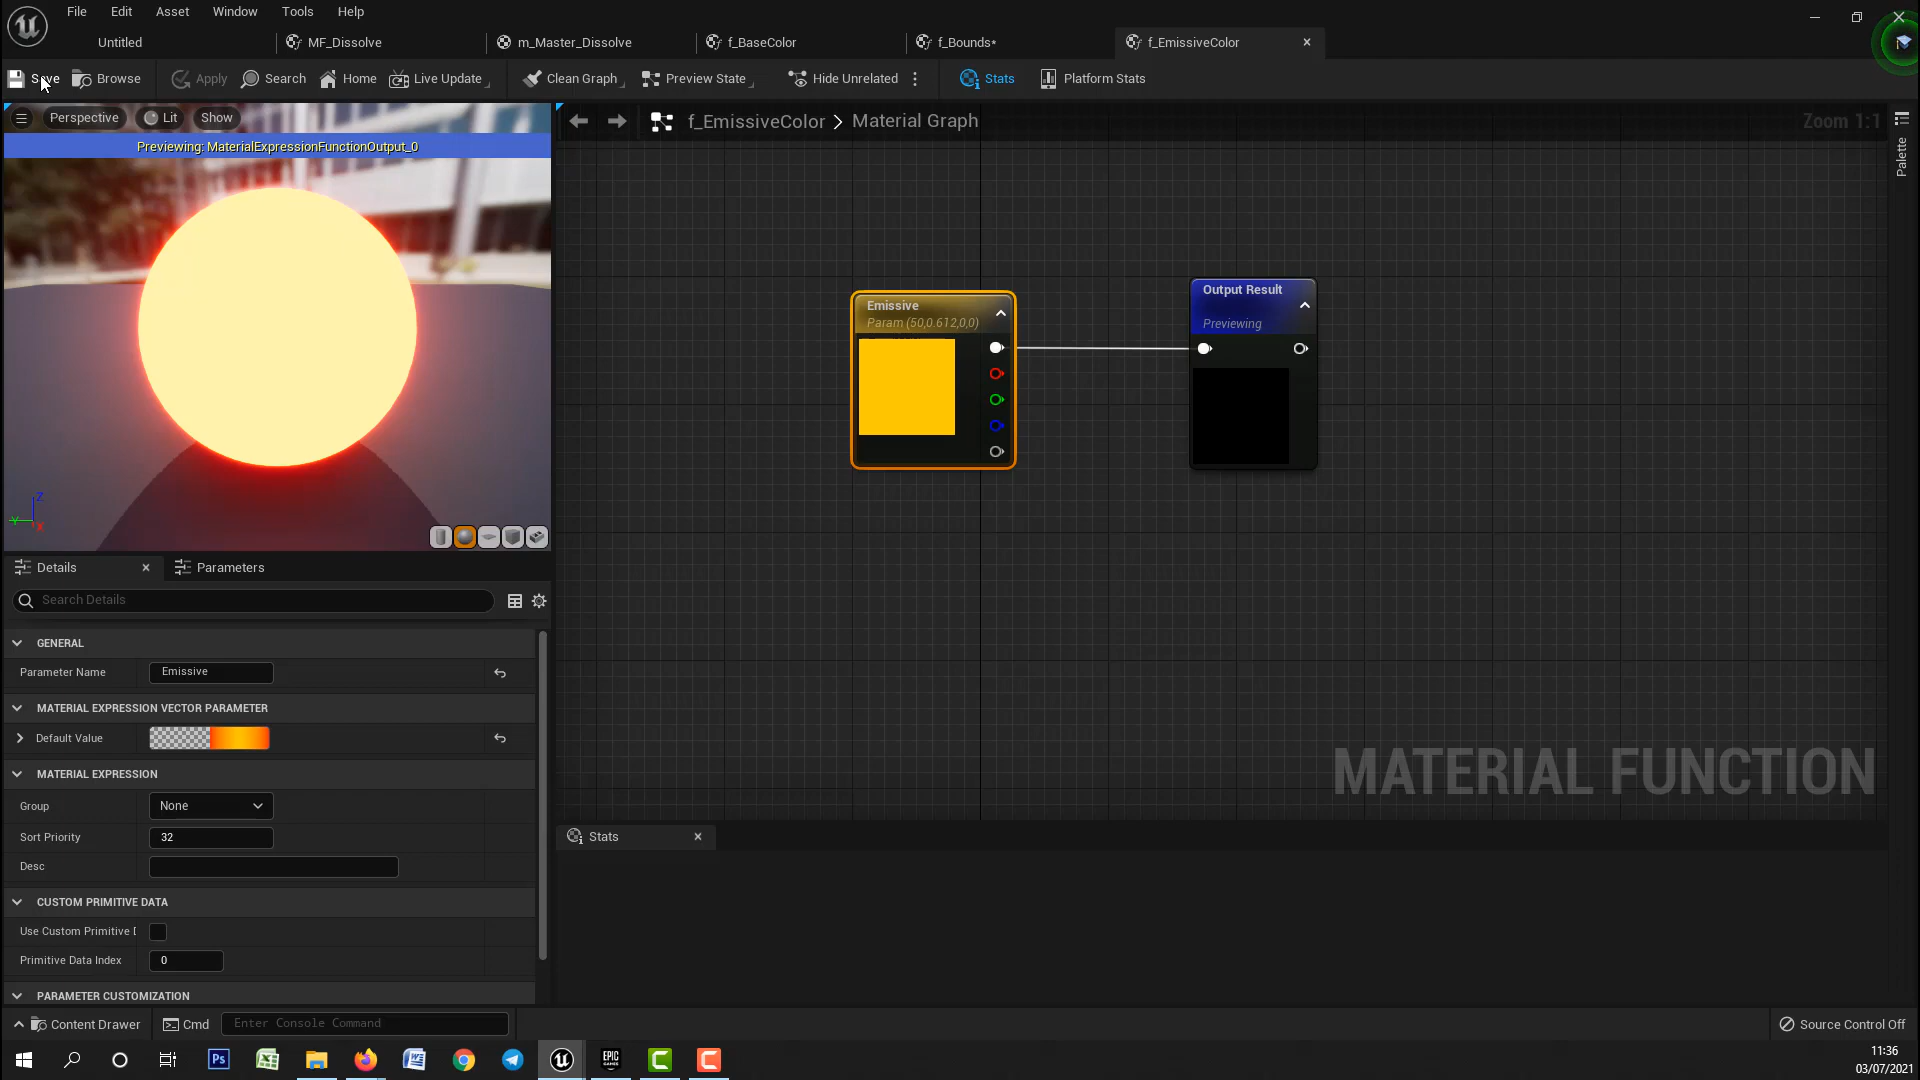 File Edit Asset Window Tools Help
Untitled MF_Dissolve m_Master_Dissolve f_BaseColor f_Bounds* f_EmissiveColor
Save Browse Apply Search Home Live Update Clean Graph Preview State Hide Unrelated Stats Platform Stats
Perspective Lit Show
f_EmissiveColor Material Graph Zoom 1:1
Previewing: MaterialExpressionFunctionOutput_0
Palette
Emissive
Param (50,0.612,0,0)
Output Result
Previewing
Z
Y X
Details Parameters
Search Details
GENERAL
Parameter Name Emissive
MATERIAL EXPRESSION VECTOR PARAMETER
Default Value
MATERIAL EXPRESSION
Group None
Sort Priority 32
Desc
CUSTOM PRIMITIVE DATA
Use Custom Primitive D
Primitive Data Index 0
PARAMETER CUSTOMIZATION
MATERIAL FUNCTION
Stats
Content Drawer Cmd Enter Console Command Source Control Off
Ps EPIC GAMES
11:36
03/07/2021